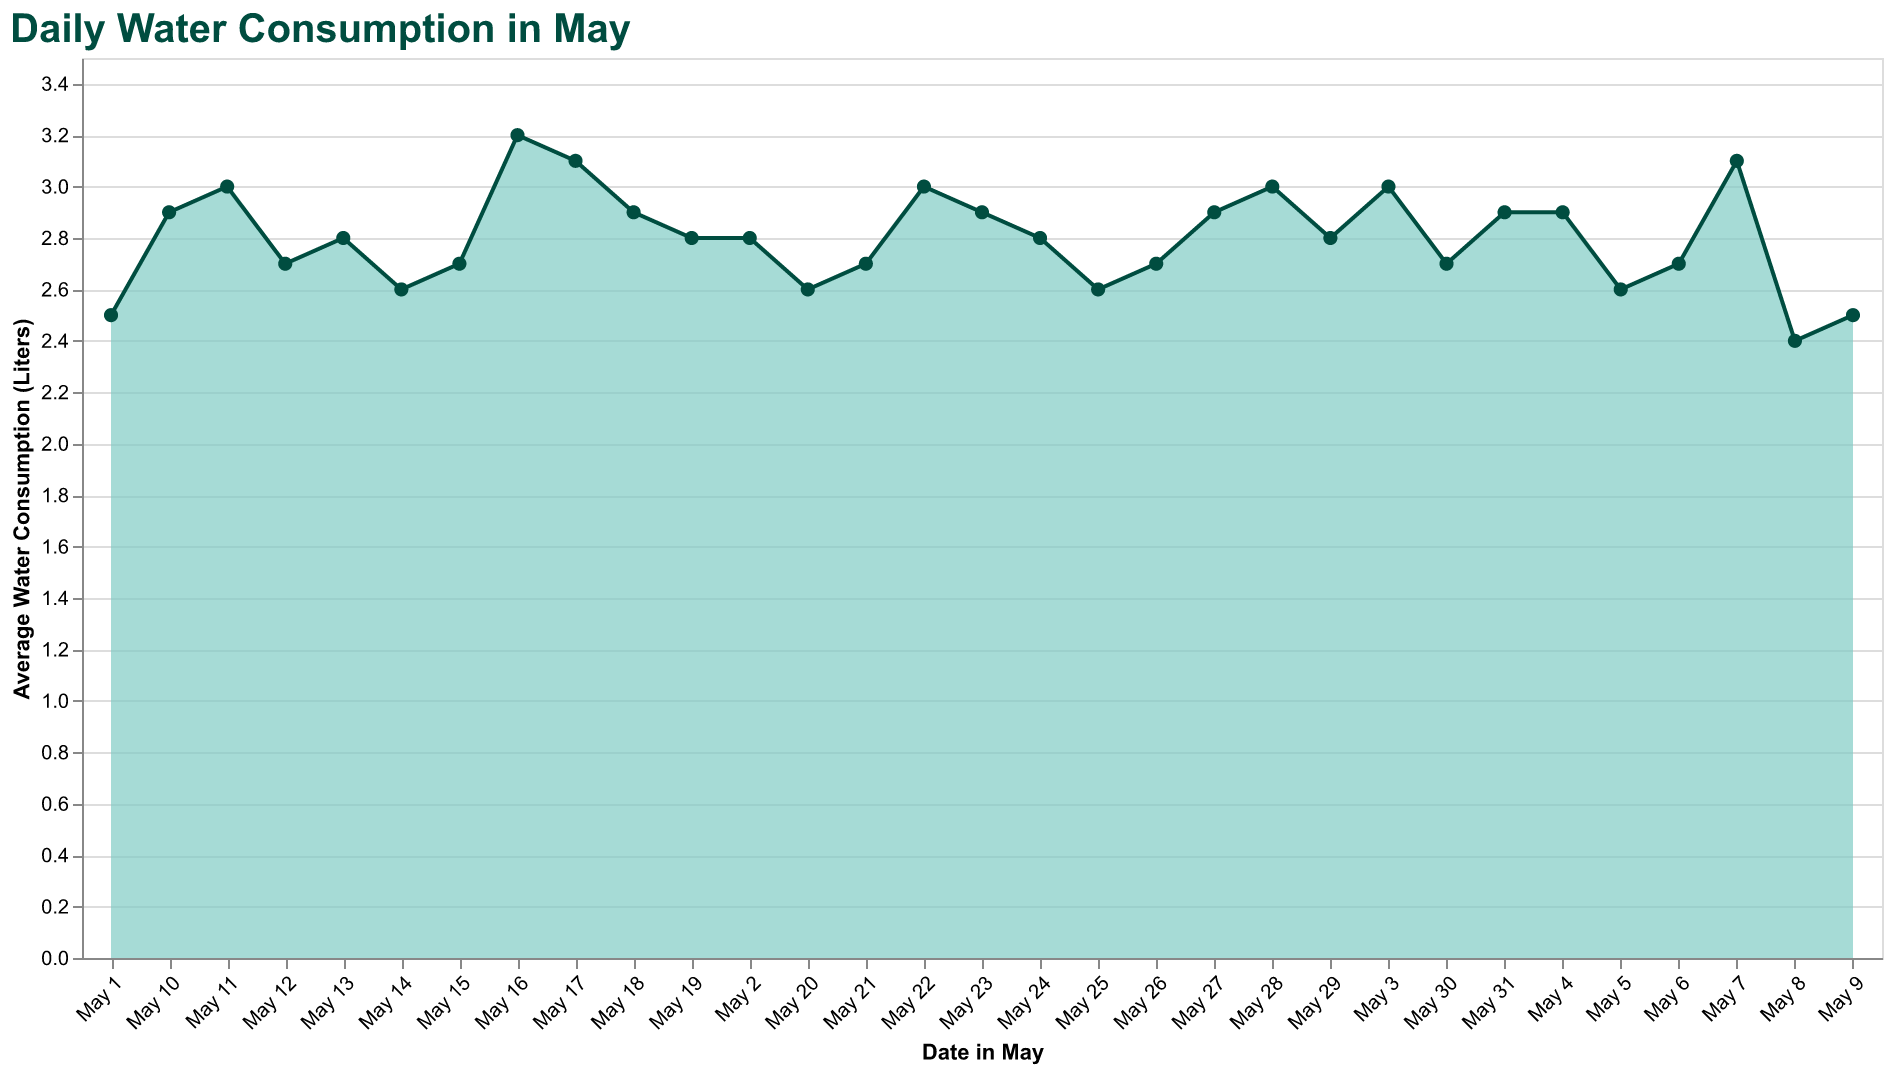 Daily Water Consumption in May
Average Water Consumption (Liters)
3.4
3.2
3.0
2.8
2.6
2.4
2.2
2.0
1.8
1.6
1.4
1.2
1.0
0.8
0.6
0.4
0.2
0.0
May 1
May 10
May 11
May 12
May 13
May 14
May 15
May 16
May 17
May 18
May 19
May 2
May 20
May 21
May 22
May 23
May 24
May 25
May 26
May 27
May 28
May 29
May 3
May 30
May 31
May 4
May 5
May 6
May 7
May 8
May 9
Date in May